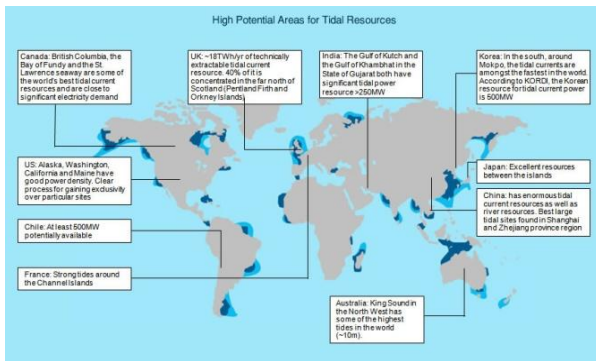 High Potential Areas for Tidal Resources
Canada: British Columbia, the
Bay of Fundy and the St.
Lawrence seaway are some of
the world's best tidal current
resources and are close to
significant electricity demand
UK: ~18TWh/yr of technically
extractable tidal current
resource. 40% of it is
concentrated in the far north of
Scotland (Pentland Firth and
Orkney Islands)
India: The Gulf of Kutch and
the Gulf of Khambhat in the
State of Gujarat both have
significant tidal power
resource >250MW
Korea: In the south, around
Mokpo, the tidal currents are
amongst the fastest in the world.
According to KORDI, the Korean
resource for tidal current power
is 500MW
US: Alaska, Washington,
California and Maine have
good power density. Clear
process for gaining exclusivity
over particular sites
Japan: Excellent resources
between the islands
China: has enormous tidal
current resources as well as
river resources. Best large
tidal sites found in Shanghai
and Zhejang province region
Chile: At least 500MW
potentially available
France: Strong tides around
the Channel Islands
Australia: King Sound in
the North West has
some of the highest
tides in the world
(~10m).